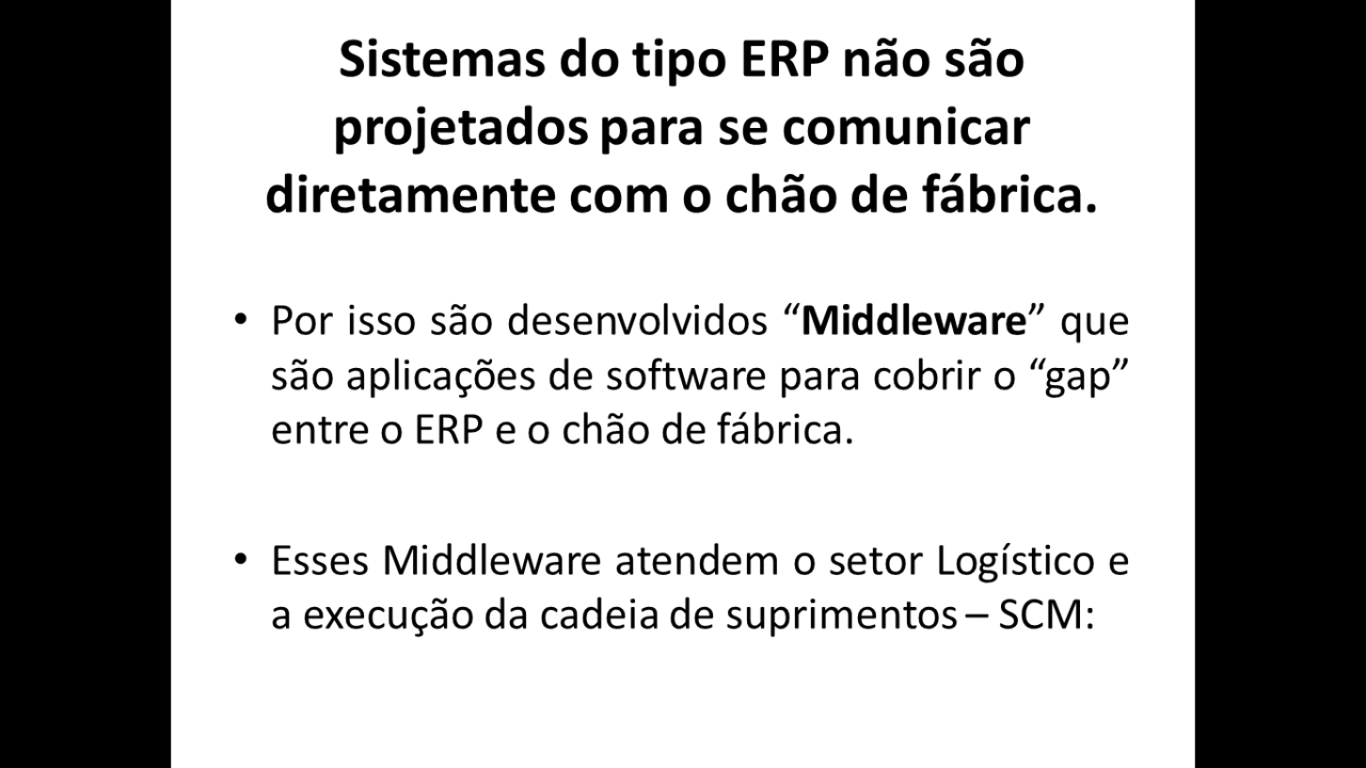 Sistemas do tipo ERP não são
projetados para se comunicar
diretamente com o chão de fábrica.
• Por isso são desenvolvidos “Middleware” que
são aplicações de software para cobrir o “gap”
entre o ERP e o chão de fábrica.
• Esses Middleware atendem o setor Logístico e
a execução da cadeia de suprimentos – SCM: